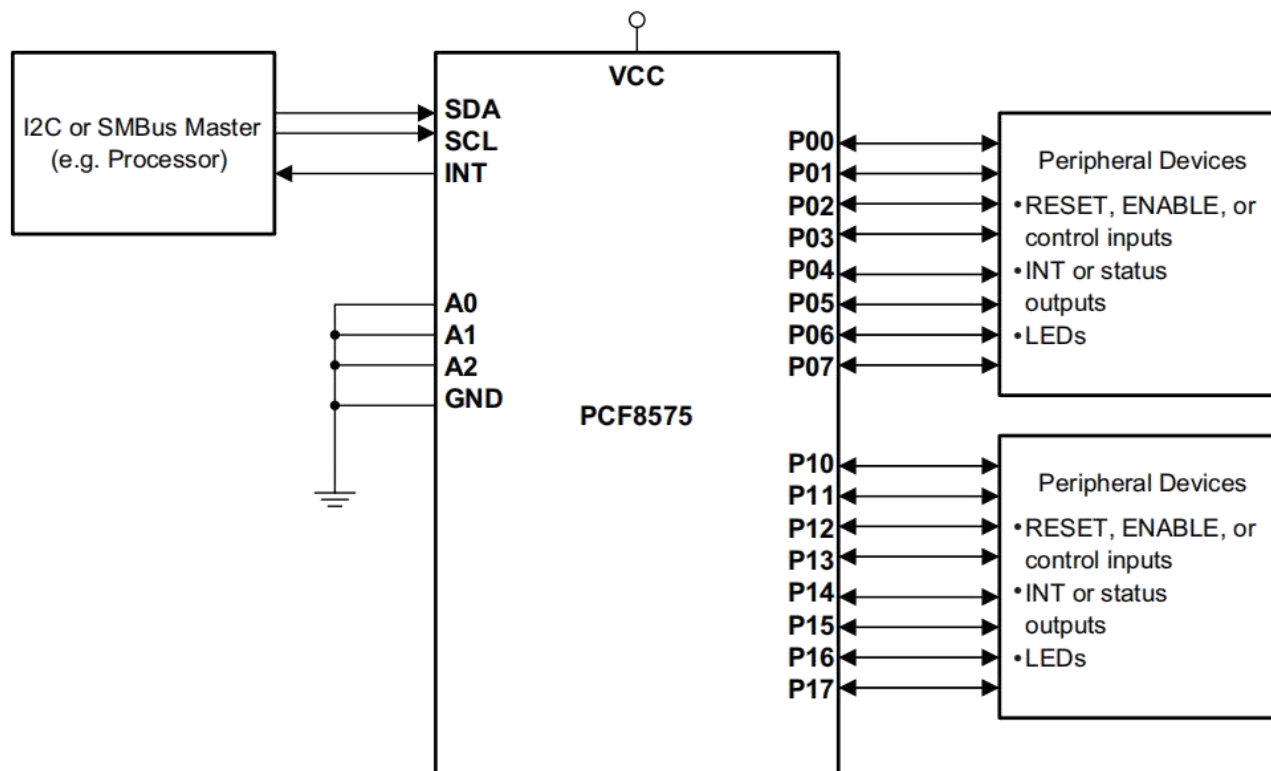 VCC
I2C or SMBus Master
(e.g. Processor)
SDA
SCL
INT
A0
A1
A2
GND
PCF8575
P00
P01
P02
P03
P04
P05
P06
P07
Peripheral Devices
•RESET, ENABLE, or
control inputs
•INT or status
outputs
•LEDs
P10
P11
P12
P13
P14
P15
P16
P17
Peripheral Devices
•RESET, ENABLE, or
control inputs
•INT or status
outputs
•LEDs